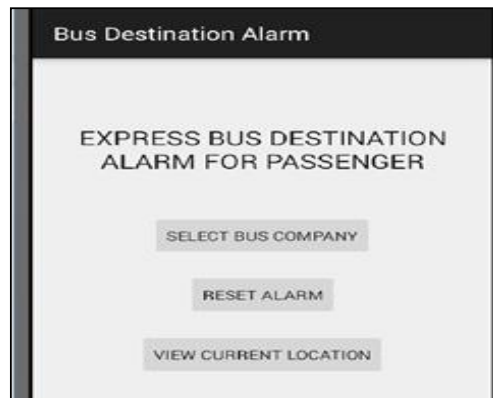 Bus Destination Alarm
EXPRESS BUS DESTINATION
ALARM FOR PASSENGER
SELECT BUS COMPANY
RESET ALARM
VIEW CURRENT LOCATION